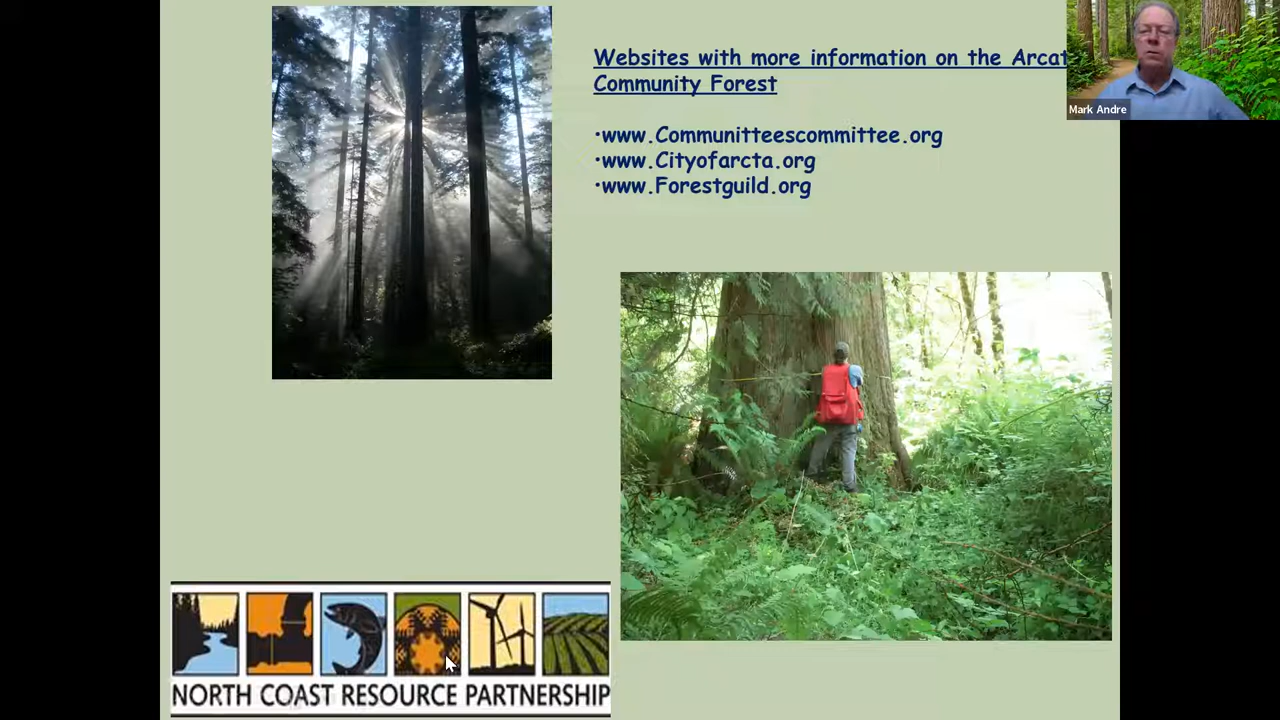 Websites with more information on the Arcat
Community Forest
•www.Communitteescommittee.org
•www.Cityofarcta.org
•www.Forestguild.org
Mark Andre
NORTH COAST RESOURCE PARTNERSHIP